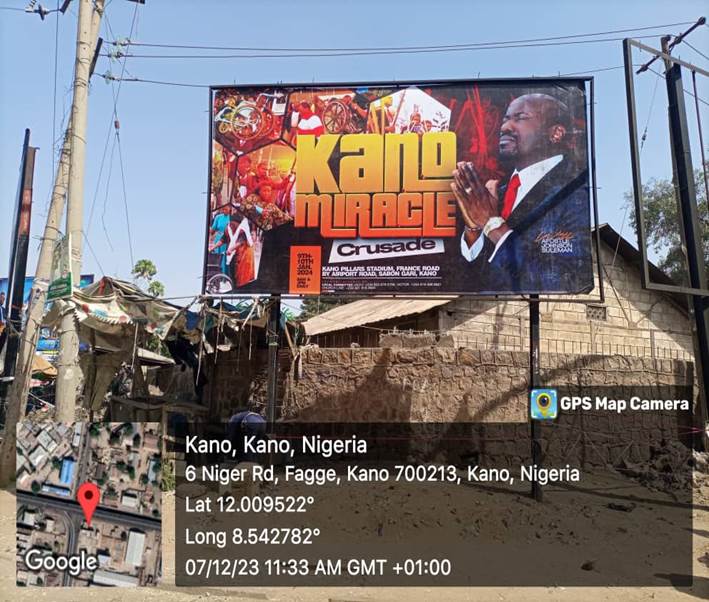 Kano
MIRACLE
Crusade
9TH-
10TH
JAN,
2024
KANO PILLARS STADIUM, FRANCE ROAD
BY AIRPORT ROAD, SABON GARI, KANO
APOSTLE
JOHNSON
SULEMAN
GPS Map Camera
Kano, Kano, Nigeria
6 Niger Rd, Fagge, Kano 700213, Kano, Nigeria
Lat 12.009522°
Long 8.542782°
07/12/23 11:33 AM GMT +01:00
Google